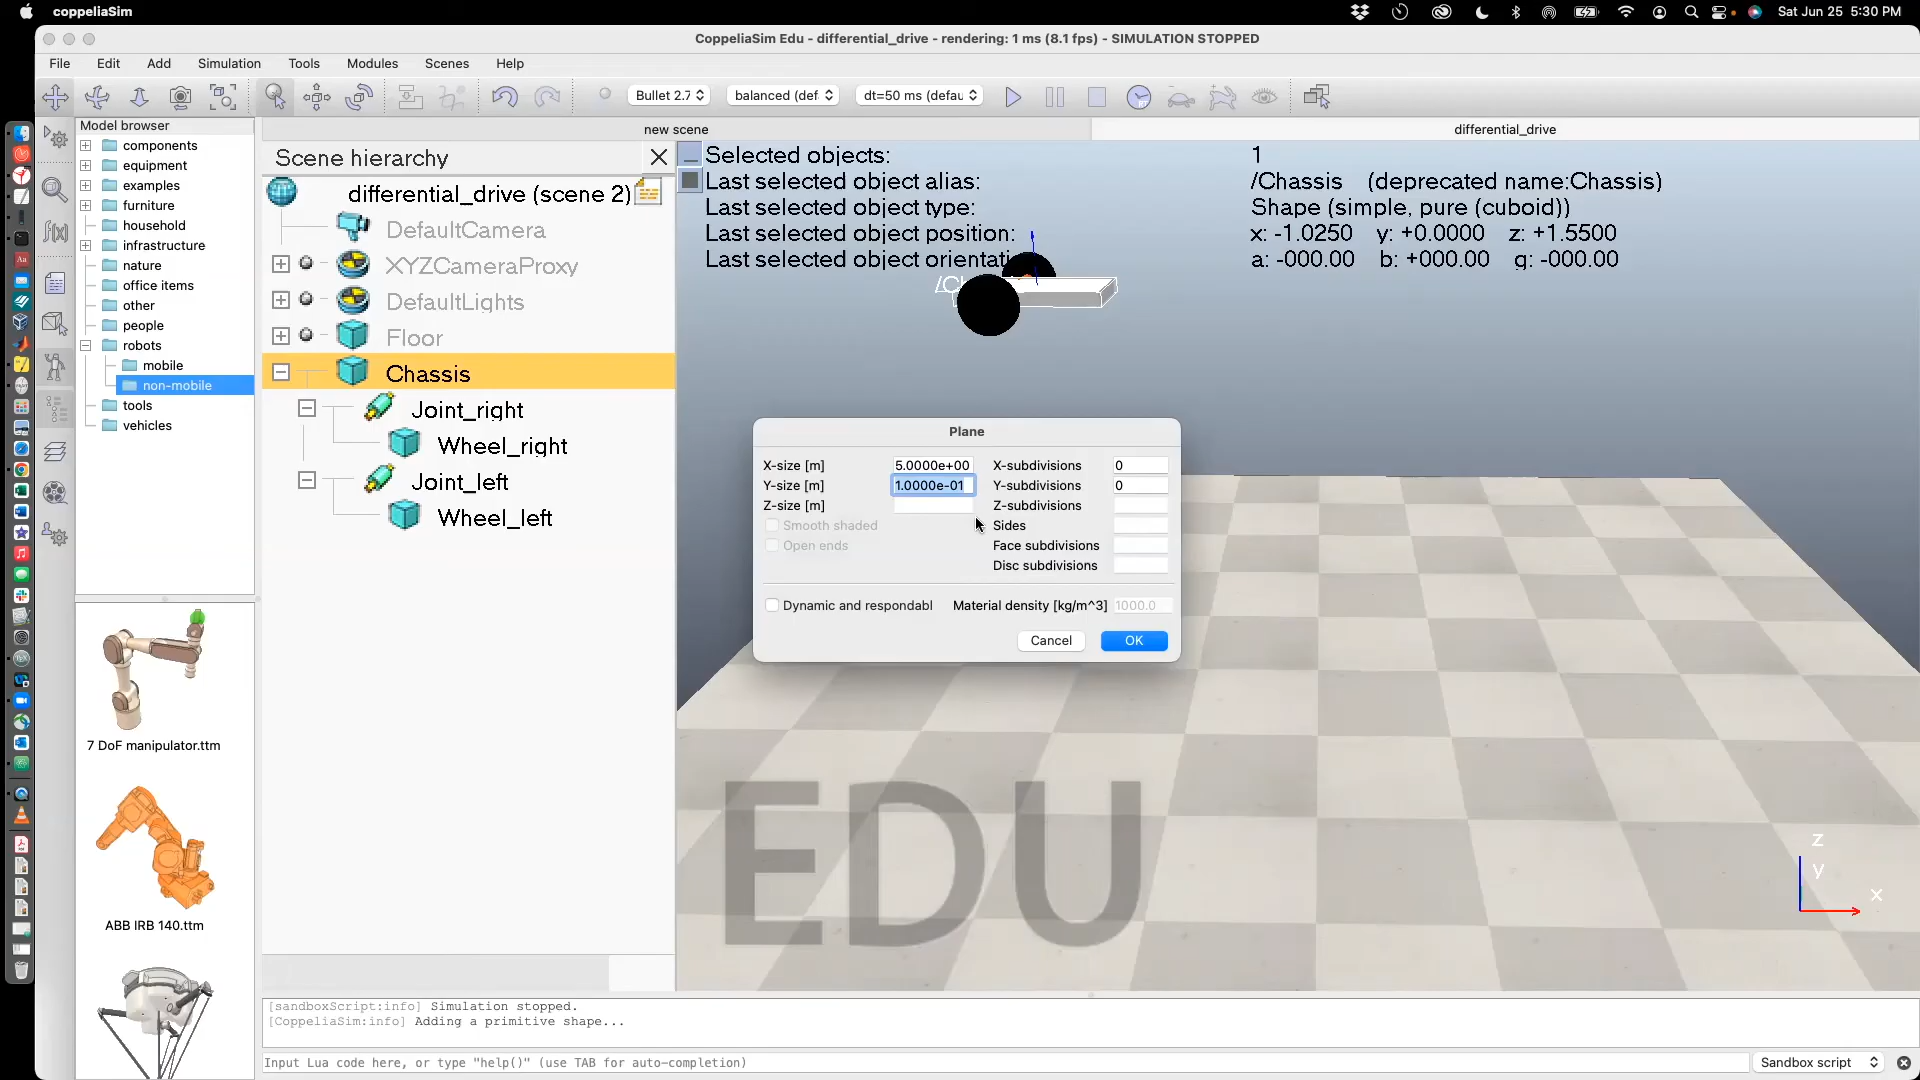 coppeliaSim
Sat Jun 25 5:30 PM
CoppeliaSim Edu - differential_drive - rendering: 1 ms (8.1 fps) - SIMULATION STOPPED
File Edit Add Simulation Tools Modules Scenes Help
Bullet 2.7 balanced (def dt=50 ms (defau
Model browser
components
equipment
examples
furniture
household
infrastructure
nature
office items
other
people
robots
mobile
non-mobile
tools
vehicles
7 DoF manipulator.ttm
ABB IRB 140.ttm
new scene differential_drive
Scene hierarchy
differential_drive (scene 2)
DefaultCamera
XYZCameraProxy
DefaultLights
Floor
Chassis
Joint_right
Wheel_right
Joint_left
Wheel_left
Selected objects: 1
Last selected object alias: /Chassis (deprecated name:Chassis)
Last selected object type: Shape (simple, pure (cuboid))
Last selected object position: x: -1.0250 y: +0.0000 z: +1.5500
Last selected object orientati a: -000.00 b: +000.00 g: -000.00
/Ch
Plane
X-size [m] 5.0000e+00 X-subdivisions 0
Y-size [m] 1.0000e-01 Y-subdivisions 0
Z-size [m] Z-subdivisions
Smooth shaded Sides
Open ends Face subdivisions
Disc subdivisions
Dynamic and respondabl Material density [kg/m^3] 1000.0
Cancel OK
EDU
z
y
x
[sandboxScript:info] Simulation stopped.
[CoppeliaSim:info] Adding a primitive shape...
Input Lua code here, or type "help()" (use TAB for auto-completion) Sandbox script